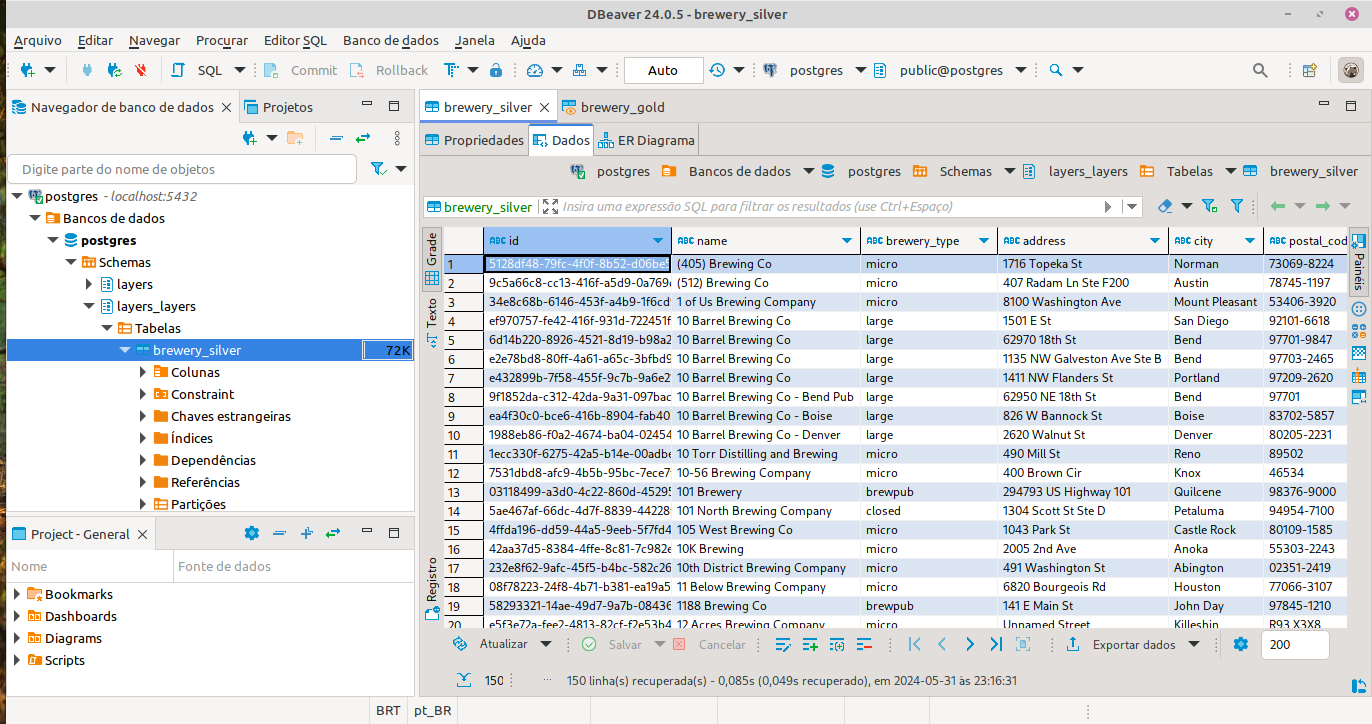 DBeaver 24.0.5 - brewery_silver
Arquivo Editar Navegar Procurar Editor SQL Banco de dados Janela Ajuda
SQL Commit Rollback Auto postgres public@postgres
Navegador de banco de dados Projetos
Digite parte do nome de objetos
postgres - localhost:5432
Bancos de dados
postgres
Schemas
layers
layers_layers
Tabelas
brewery_silver 72K
Colunas
Constraint
Chaves estrangeiras
Índices
Dependências
Referências
Partições
Project - General
Nome Fonte de dados
Bookmarks
Dashboards
Diagrams
Scripts
brewery_silver brewery_gold
Propriedades Dados ER Diagrama
postgres Bancos de dados postgres Schemas layers_layers Tabelas brewery_silver
brewery_silver Insira uma expressão SQL para filtrar os resultados (use Ctrl+Espaço)
Grade
Texto
Registro
ABC id ABC name ABC brewery_type ABC address ABC city ABC postal_cod
1 5128df48-79fc-4f0f-8b52-d06be5 (405) Brewing Co micro 1716 Topeka St Norman 73069-8224
2 9c5a66c8-cc13-416f-a5d9-0a769 (512) Brewing Co micro 407 Radam Ln Ste F200 Austin 78745-1197
3 34e8c68b-6146-453f-a4b9-1f6cd 1 of Us Brewing Company micro 8100 Washington Ave Mount Pleasant 53406-3920
4 ef970757-fe42-416f-931d-722451f 10 Barrel Brewing Co large 1501 E St San Diego 92101-6618
5 6d14b220-8926-4521-8d19-b98a2 10 Barrel Brewing Co large 62970 18th St Bend 97701-9847
6 e2e78bd8-80ff-4a61-a65c-3bfbd9 10 Barrel Brewing Co large 1135 NW Galveston Ave Ste B Bend 97703-2465
7 e432899b-7f58-455f-9c7b-9a6e2 10 Barrel Brewing Co large 1411 NW Flanders St Portland 97209-2620
8 9f1852da-c312-42da-9a31-097bac 10 Barrel Brewing Co - Bend Pub large 62950 NE 18th St Bend 97701
9 ea4f30c0-bce6-416b-8904-fab40 10 Barrel Brewing Co - Boise large 826 W Bannock St Boise 83702-5857
10 1988eb86-f0a2-4674-ba04-02454 10 Barrel Brewing Co - Denver large 2620 Walnut St Denver 80205-2231
11 1ecc330f-6275-42a5-b14e-00adbe 10 Torr Distilling and Brewing micro 490 Mill St Reno 89502
12 7531dbd8-afc9-4b5b-95bc-7ece7 10-56 Brewing Company micro 400 Brown Cir Knox 46534
13 03118499-a3d0-4c22-860d-45295 101 Brewery brewpub 294793 US Highway 101 Quilcene 98376-9000
14 5ae467af-66dc-4d7f-8839-44228 101 North Brewing Company closed 1304 Scott St Ste D Petaluma 94954-7100
15 4ffda196-dd59-44a5-9eeb-5f7fd4 105 West Brewing Co micro 1043 Park St Castle Rock 80109-1585
16 42aa37d5-8384-4ffe-8c81-7c982e 10K Brewing micro 2005 2nd Ave Anoka 55303-2243
17 232e8f62-9afc-45f5-b4bc-582c26 10th District Brewing Company micro 491 Washington St Abington 02351-2419
18 08f78223-24f8-4b71-b381-ea19a5 11 Below Brewing Company micro 6820 Bourgeois Rd Houston 77066-3107
19 58293321-14ae-49d7-9a7b-08436 1188 Brewing Co brewpub 141 E Main St John Day 97845-1210
20 e5f3e72a-fee2-4813-82cf-f2e53b4 12 Acres Brewing Company micro Unnamed Street Killeshin R93 X3X8
Painéis
Atualizar Salvar Cancelar Exportar dados 200
150 150 linha(s) recuperada(s) - 0,085s (0,049s recuperado), em 2024-05-31 às 23:16:31
BRT pt_BR